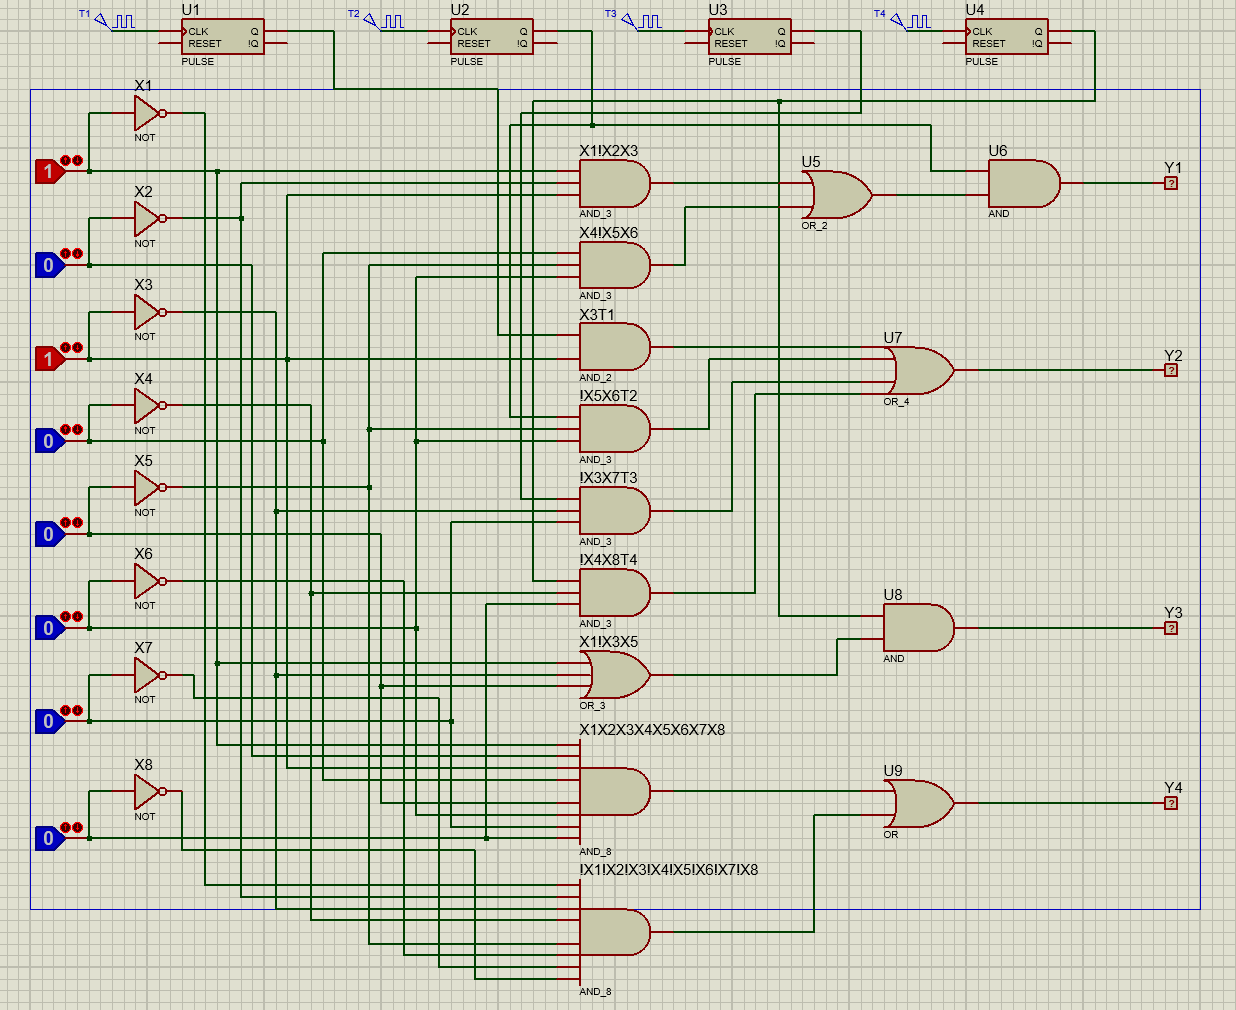 T1 U1 T2 U2 T3 U3 T4 U4
CLK Q CLK Q CLK Q CLK Q
RESET !Q RESET !Q RESET !Q RESET !Q
PULSE PULSE PULSE PULSE
X1
NOT
1
X2
NOT
0
X3
NOT
1
X4
NOT
0
X5
NOT
0
X6
NOT
0
X7
NOT
0
X8
NOT
0
X1!X2X3
AND_3
X4!X5X6
AND_3
X3T1
AND_2
!X5X6T2
AND_3
!X3X7T3
AND_3
!X4X8T4
AND_3
X1!X3X5
OR_3
X1X2X3X4X5X6X7X8
AND_8
!X1!X2!X3!X4!X5!X6!X7!X8
AND_8
U5
OR_2
U6
AND
Y1
?
U7
OR_4
Y2
?
U8
AND
Y3
?
U9
OR
Y4
?